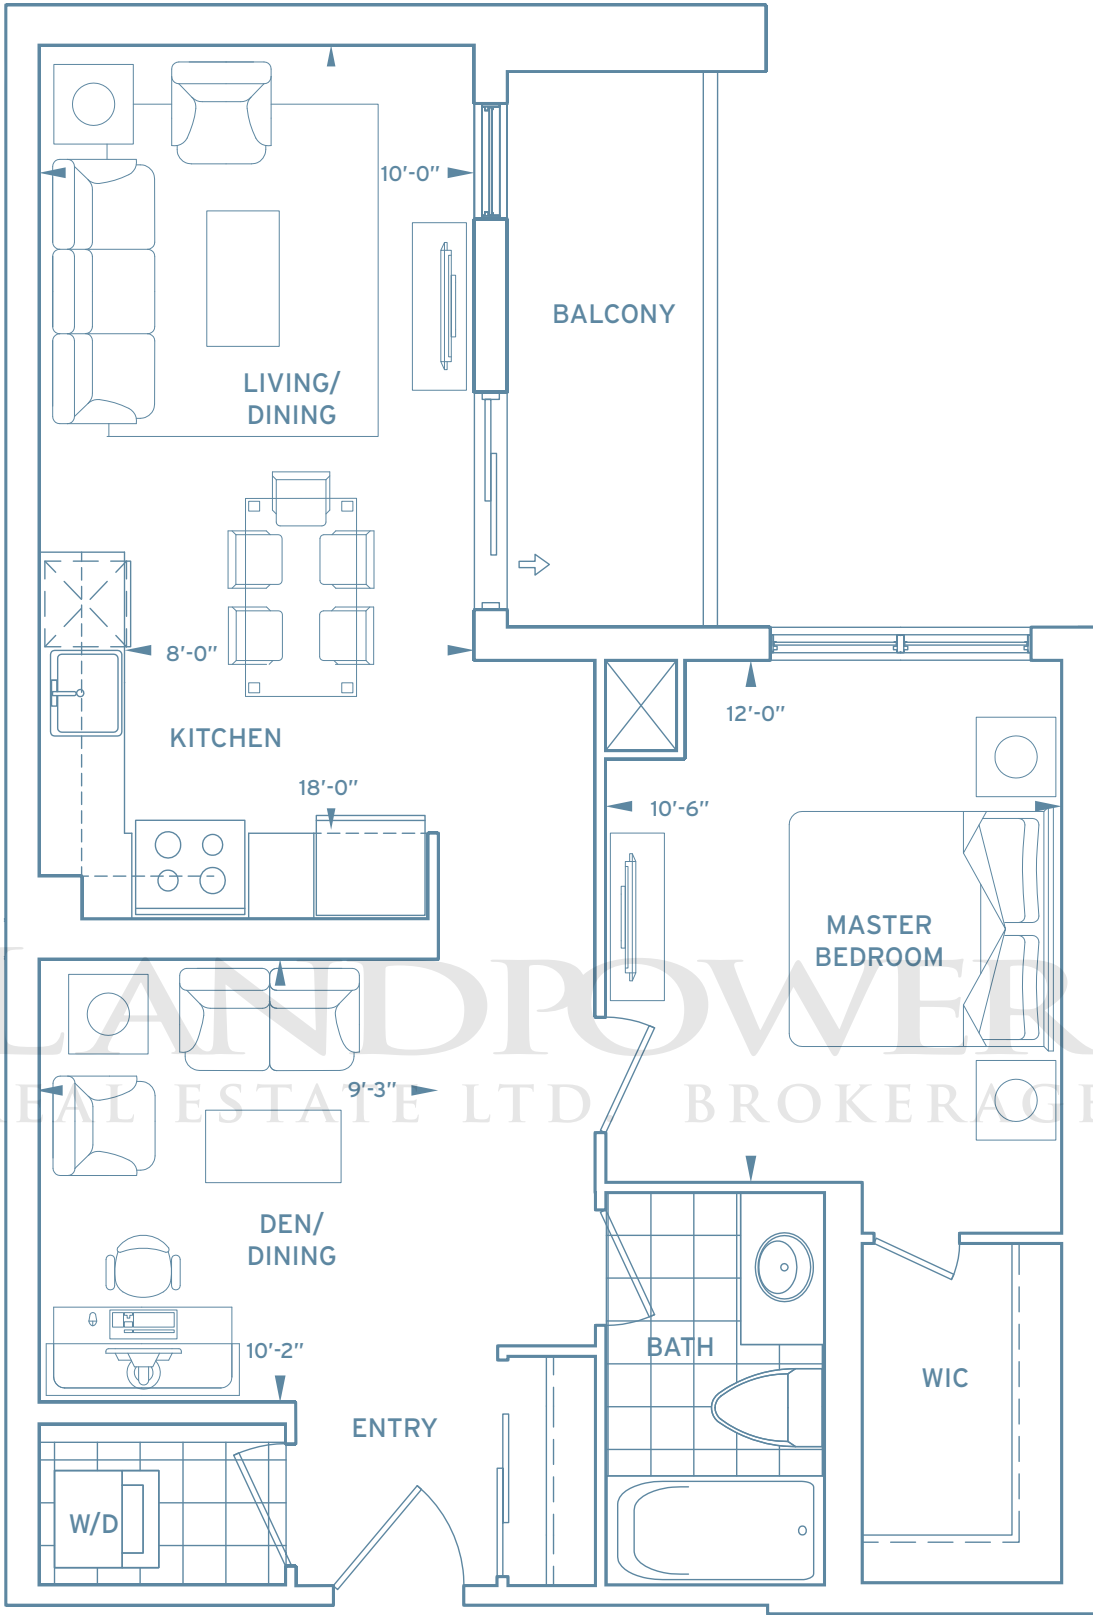 10'-0"
BALCONY
LIVING/
DINING
8'-0"
12'-0"
KITCHEN
18'-0"
10'-6"
MASTER
BEDROOM
LANDPOWER
REAL ESTATE LTD. BROKERAGE
9'-3"
DEN/
DINING
10'-2"
BATH
WIC
ENTRY
W/D